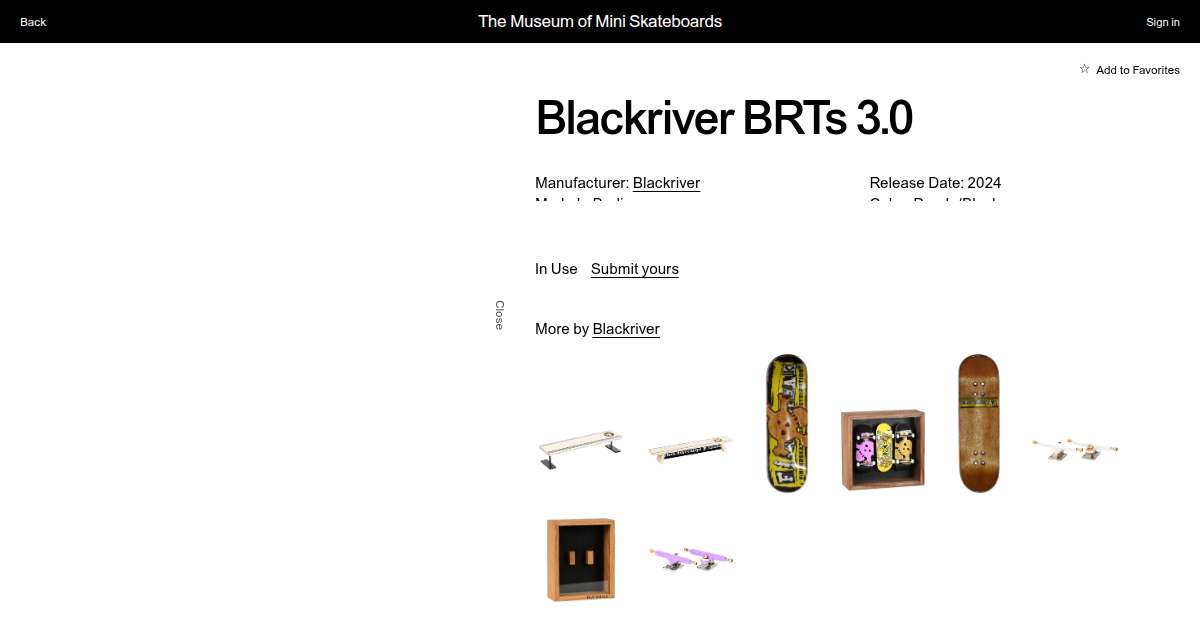 Back
The Museum of Mini Skateboards
Sign in
☆ Add to Favorites
Blackriver BRTs 3.0
Manufacturer: Blackriver
Release Date: 2024
In Use Submit yours
Close
More by Blackriver